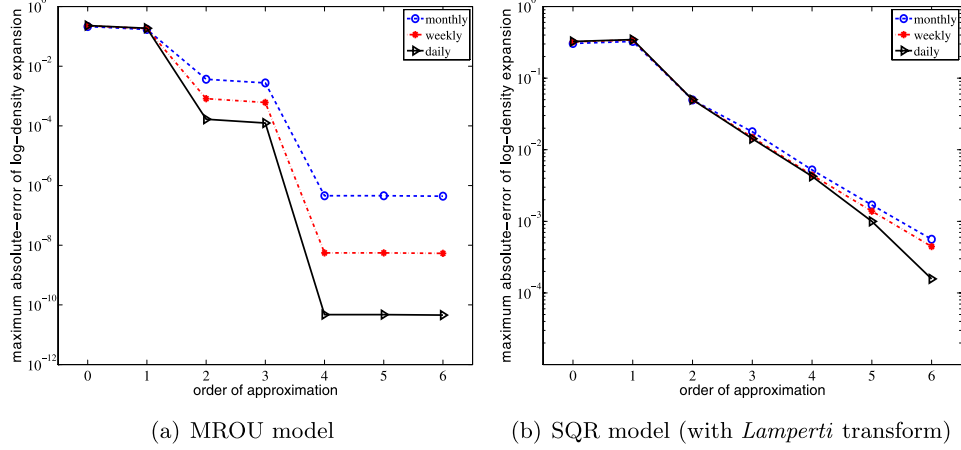 10^0
10^−2
10^−4
10^−6
10^−8
10^−10
10^−12
maximum absolute−error of log−density expansion
0 1 2 3 4 5 6
order of approximation
monthly
weekly
daily
(a) MROU model
10^0
10^−1
10^−2
10^−3
10^−4
maximum absolute−error of log−density expansion
0 1 2 3 4 5 6
order of approximation
monthly
weekly
daily
(b) SQR model (with Lamperti transform)